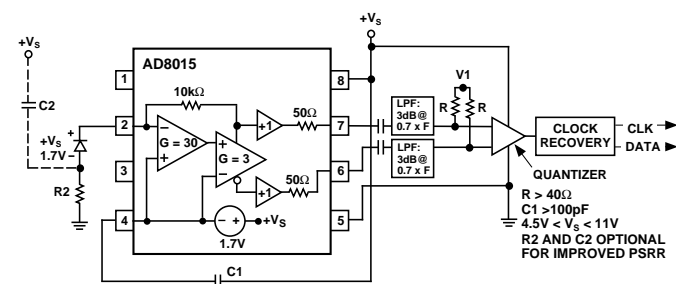 +VS
+VS
AD8015
1
8
C2
10kΩ
50Ω
LPF:
3dB@
0.7 x F
V1
R
R
+VS
1.7V
+
–
2
–
+
G = 30
+
–
G = 3
+1
7
CLOCK
RECOVERY
CLK
DATA
3
50Ω
+1
6
LPF:
3dB@
0.7 x F
QUANTIZER
R2
4
– +
+VS
1.7V
5
C1
R > 40Ω
C1 >100pF
4.5V < VS < 11V
R2 AND C2 OPTIONAL
FOR IMPROVED PSRR